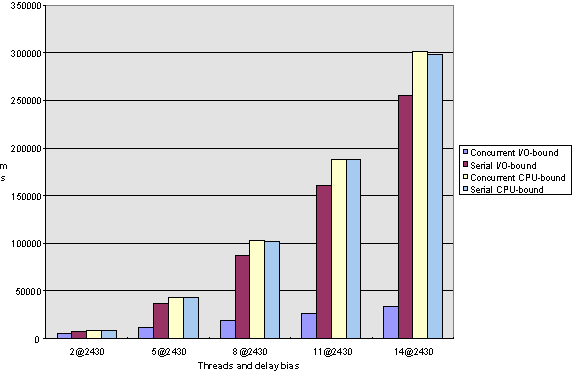 350000
300000
250000
200000
150000
100000
50000
0
m
s
2@2430
5@2430
8@2430
11@2430
14@2430
Threads and delay bias
Concurrent I/O-bound
Serial I/O-bound
Concurrent CPU-bound
Serial CPU-bound